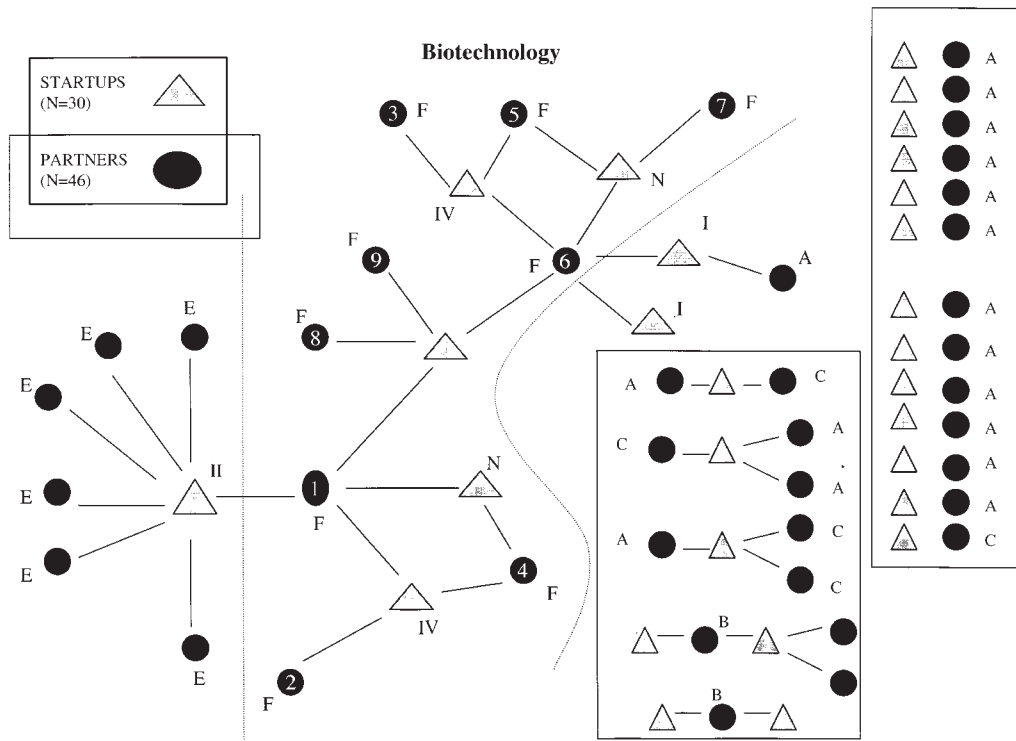 Biotechnology
STARTUPS
(N=30)
PARTNERS
(N=46)
3 F
5 F
7 F
IV
N
F
9
F 6
I
A
I
F
8
E
E
E
E
E
E
II
1
F
N
4
F
IV
F 2
A C
C A
A
A C
C
B
B
A
A
A
A
A
A
A
A
A
A
A
A
C